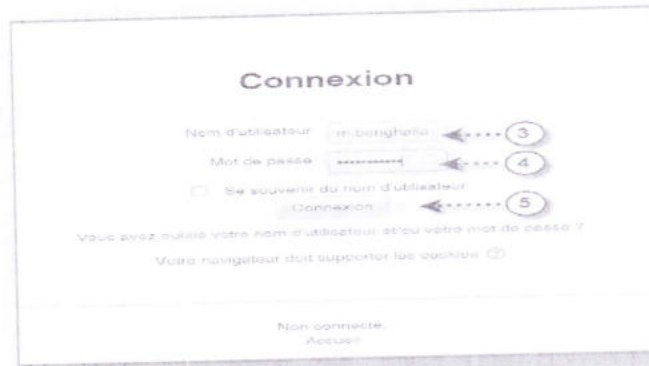 Connexion
Nom d'utilisateur m.benghalia 3
Mot de passe ••••••••••• 4
Se souvenir du nom d'utilisateur
Connexion 5
Vous avez oublié votre nom d'utilisateur et/ou votre mot de passe ?
Votre navigateur doit supporter les cookies ?
Non connecté.
Accueil